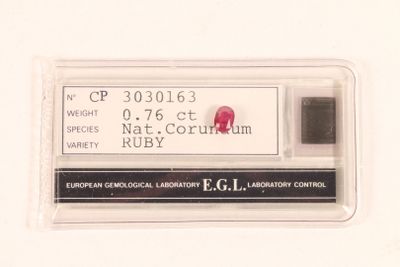 N° CP 3030163
WEIGHT 0.76 ct
SPECIES Nat.Corundum
VARIETY RUBY
EUROPEAN GEMOLOGICAL LABORATORY E.G.L. LABORATORY CONTROL